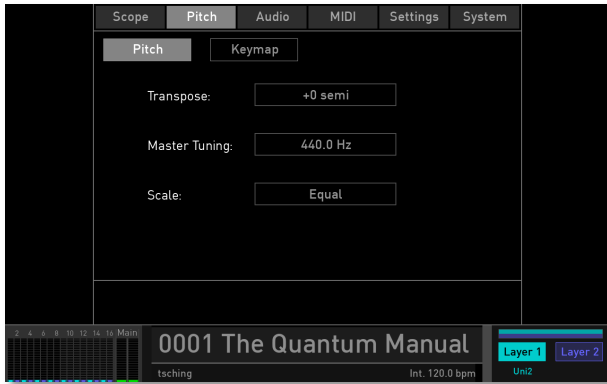 Scope Pitch Audio MIDI Settings System
Pitch Keymap
Transpose: +0 semi
Master Tuning: 440.0 Hz
Scale: Equal
2 4 6 8 10 12 14 16 Main
0001 The Quantum Manual
tsching Int. 120.0 bpm
Layer 1 Layer 2
Uni2